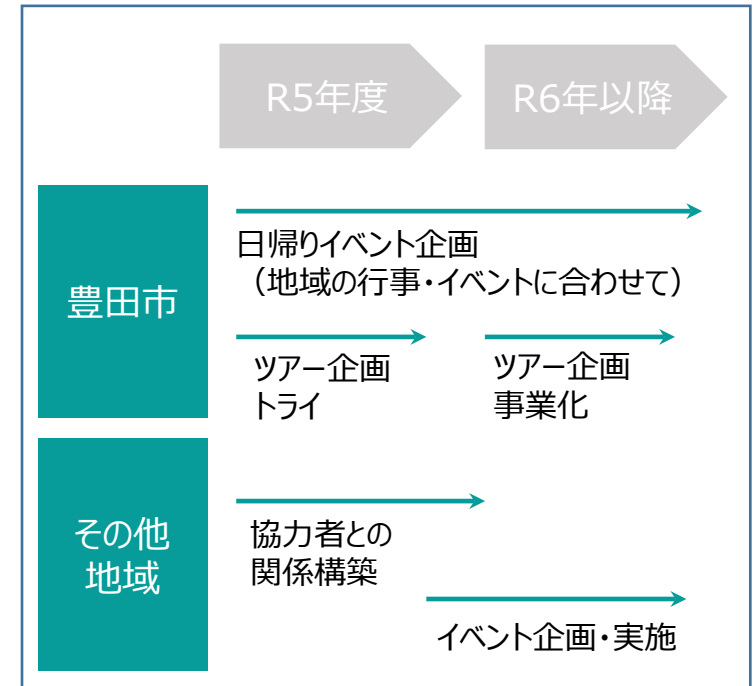 R5年度
R6年以降
豊田市
日帰りイベント企画
（地域の行事・イベントに合わせて）
ツアー企画
トライ
ツアー企画
事業化
その他
地域
協力者との
関係構築
イベント企画・実施